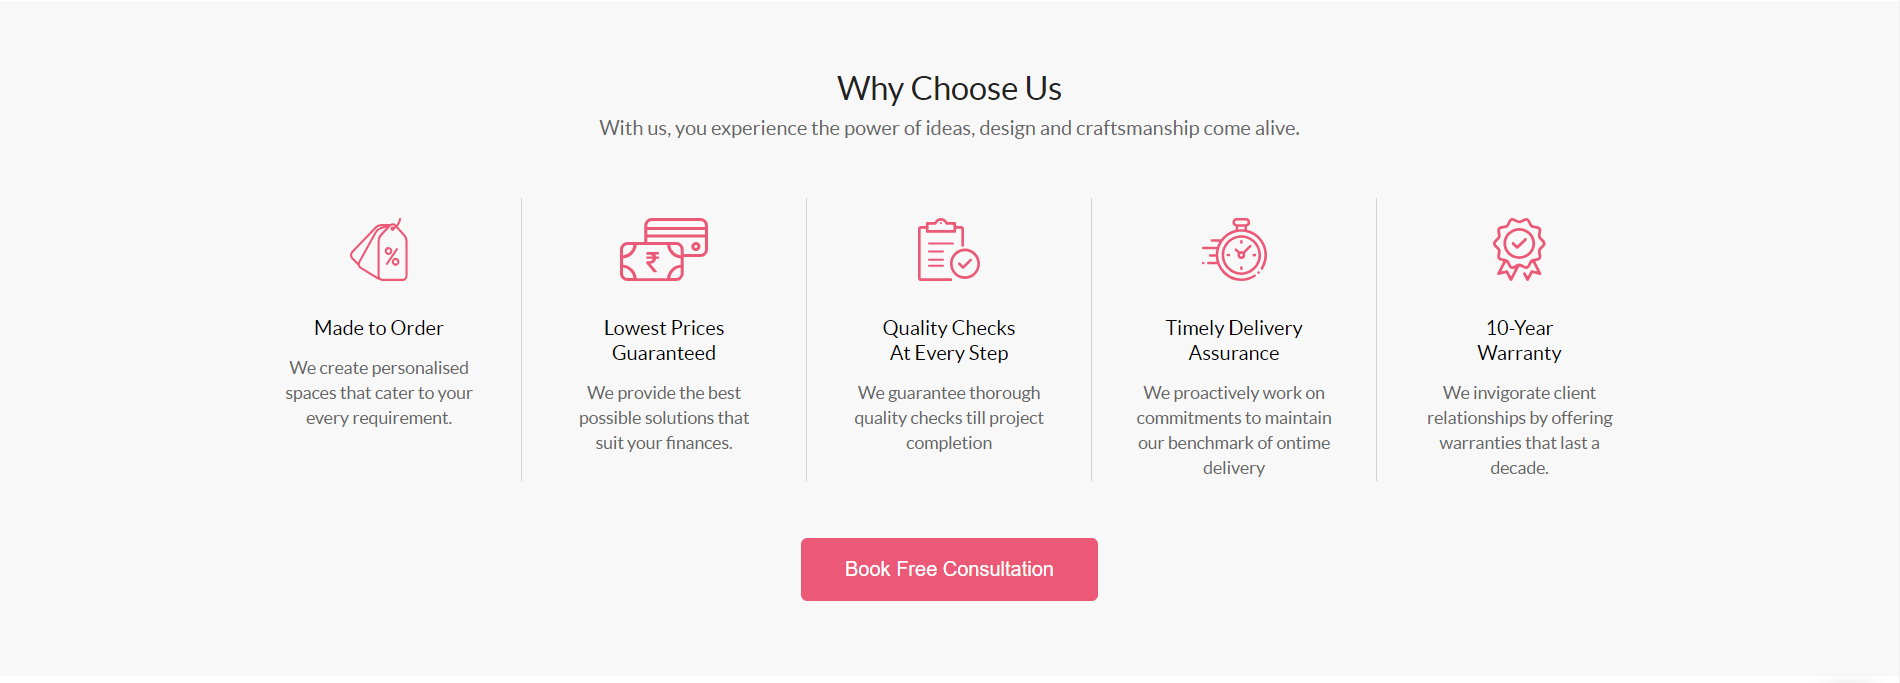 Why Choose Us
With us, you experience the power of ideas, design and craftsmanship come alive.
%
Made to Order
We create personalised
spaces that cater to your
every requirement.
₹
Lowest Prices
Guaranteed
We provide the best
possible solutions that
suit your finances.
Quality Checks
At Every Step
We guarantee thorough
quality checks till project
completion
Timely Delivery
Assurance
We proactively work on
commitments to maintain
our benchmark of ontime
delivery
10-Year
Warranty
We invigorate client
relationships by offering
warranties that last a
decade.
Book Free Consultation